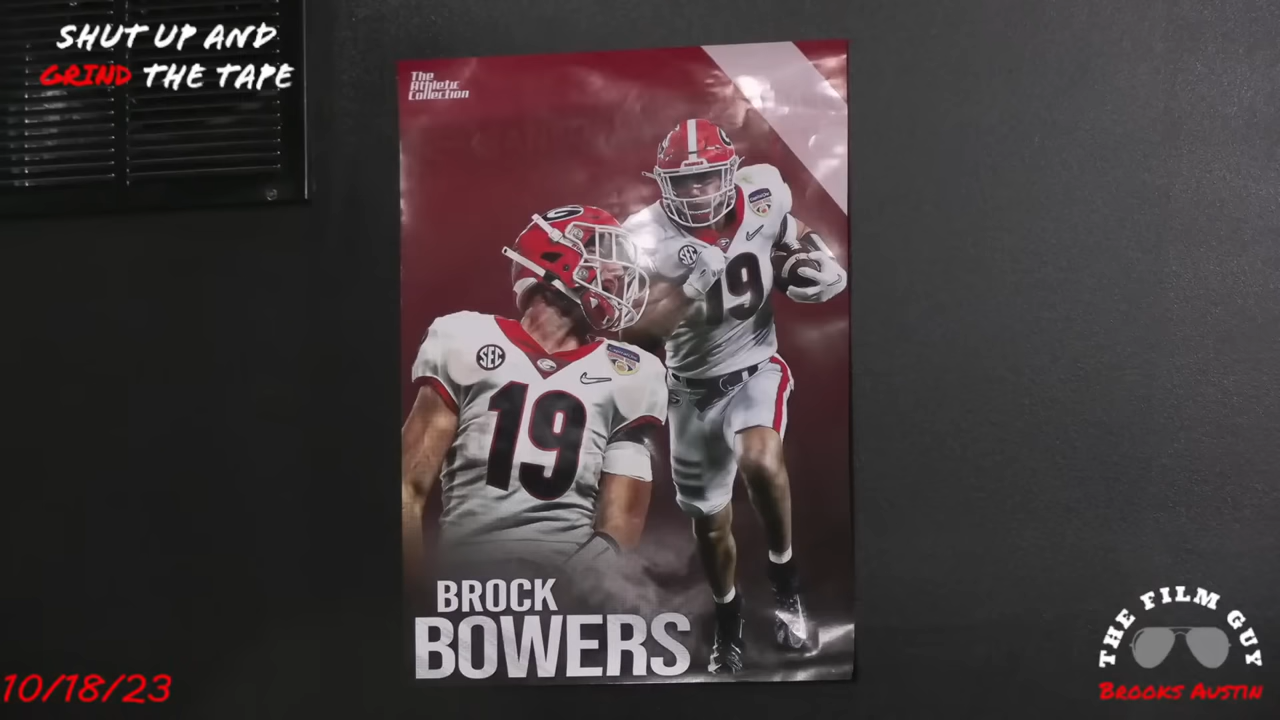 SHUT UP AND
GRIND THE TAPE
The
Athletic
Collection
19
SEC
SEC
19
BROCK
BOWERS
10/18/23
THE FILM GUY
BROOKS AUSTIN